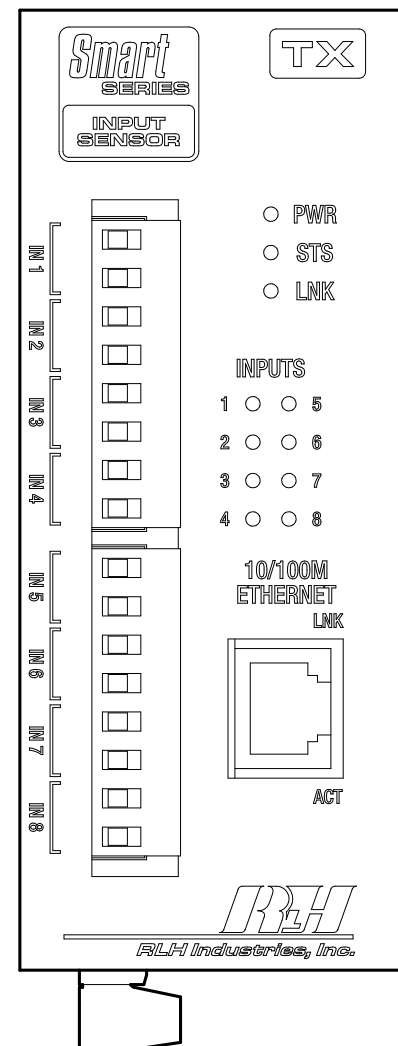 Smart
SERIES
INPUT
SENSOR
TX
PWR
STS
LNK
IN 1
IN 2
IN 3
IN 4
IN 5
IN 6
IN 7
IN 8
INPUTS
1 5
2 6
3 7
4 8
10/100M
ETHERNET
LNK
ACT
RLH
RLH Industries, Inc.